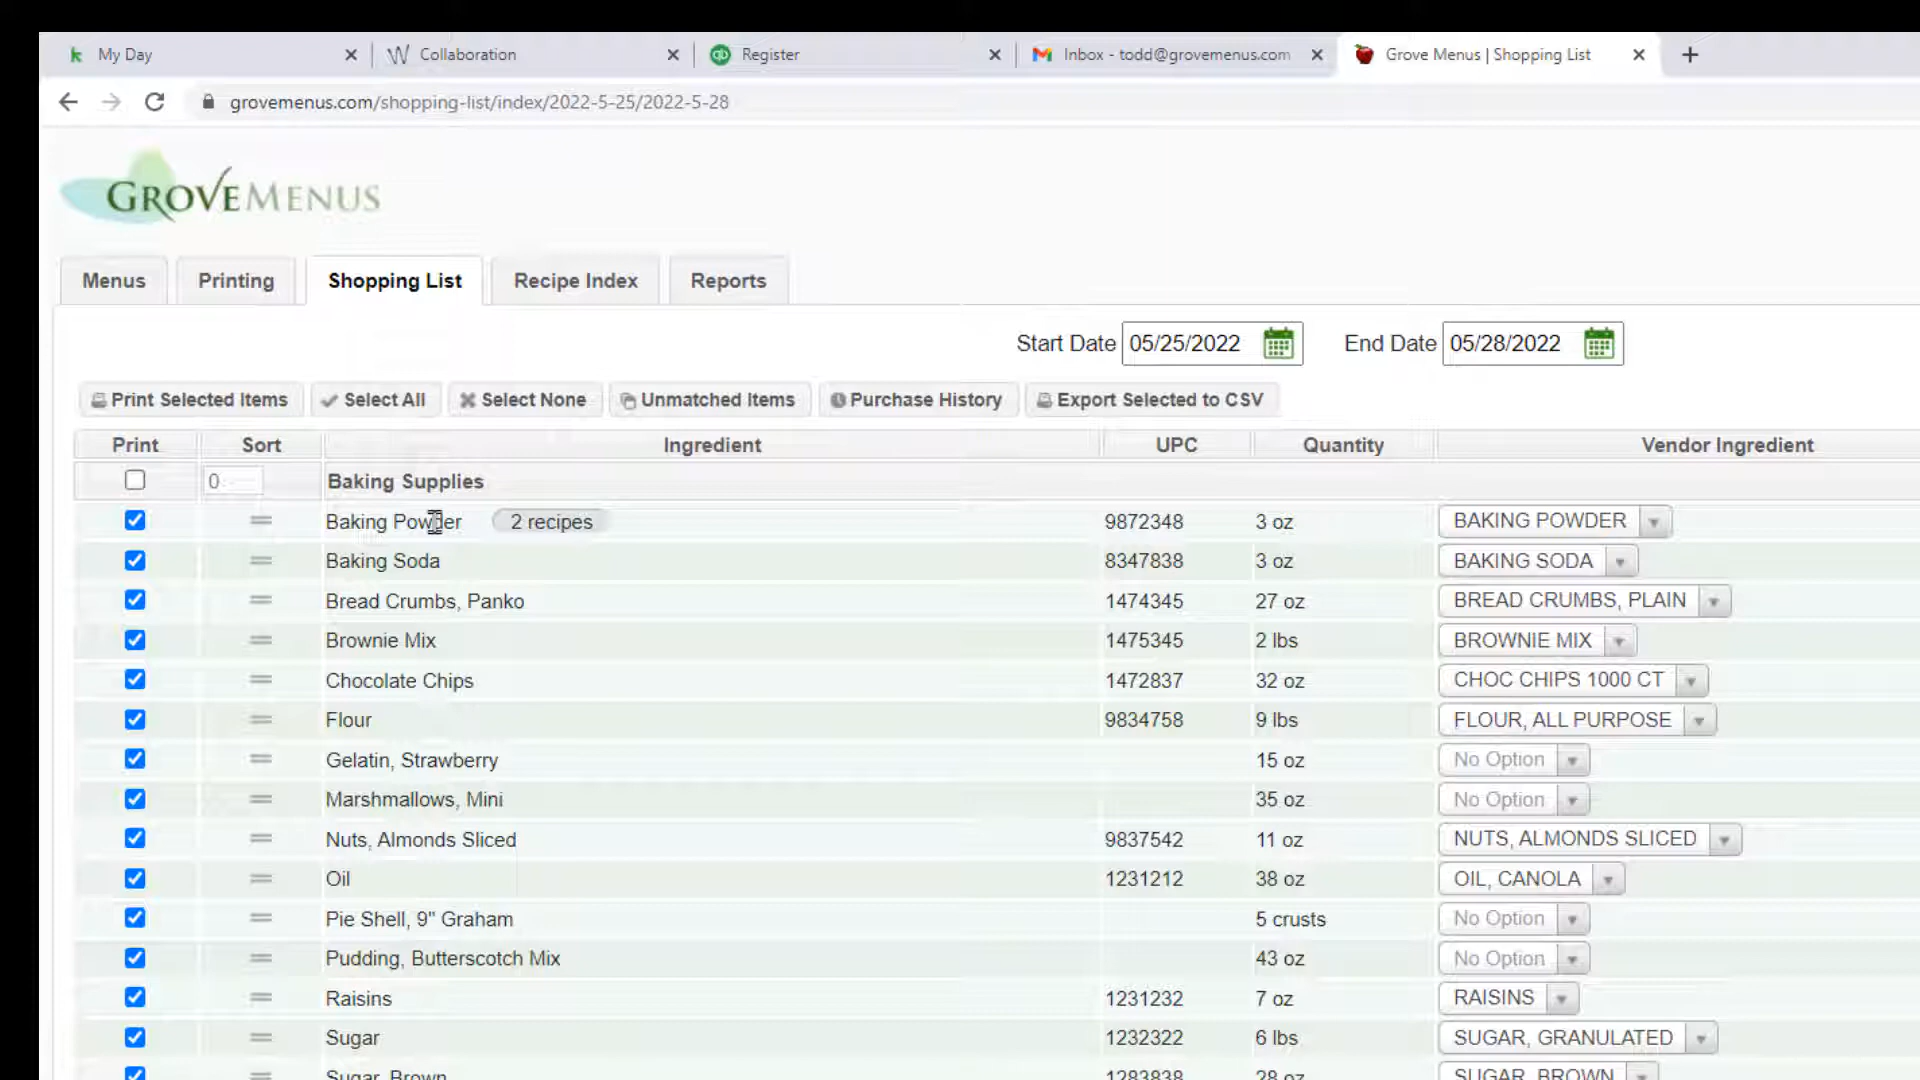 My Day
Collaboration
Register
Inbox - todd@grovemenus.com
Grove Menus | Shopping List
grovemenus.com/shopping-list/index/2022-5-25/2022-5-28
GROVEMENUS
Menus
Printing
Shopping List
Recipe Index
Reports
Start Date 05/25/2022 End Date 05/28/2022
Print Selected Items
Select All
Select None
Unmatched Items
Purchase History
Export Selected to CSV
Print Sort Ingredient UPC Quantity Vendor Ingredient
0 Baking Supplies
Baking Powder 2 recipes 9872348 3 oz BAKING POWDER
Baking Soda 8347838 3 oz BAKING SODA
Bread Crumbs, Panko 1474345 27 oz BREAD CRUMBS, PLAIN
Brownie Mix 1475345 2 lbs BROWNIE MIX
Chocolate Chips 1472837 32 oz CHOC CHIPS 1000 CT
Flour 9834758 9 lbs FLOUR, ALL PURPOSE
Gelatin, Strawberry 15 oz No Option
Marshmallows, Mini 35 oz No Option
Nuts, Almonds Sliced 9837542 11 oz NUTS, ALMONDS SLICED
Oil 1231212 38 oz OIL, CANOLA
Pie Shell, 9" Graham 5 crusts No Option
Pudding, Butterscotch Mix 43 oz No Option
Raisins 1231232 7 oz RAISINS
Sugar 1232322 6 lbs SUGAR, GRANULATED
Sugar, Brown 1283838 28 oz SUGAR, BROWN